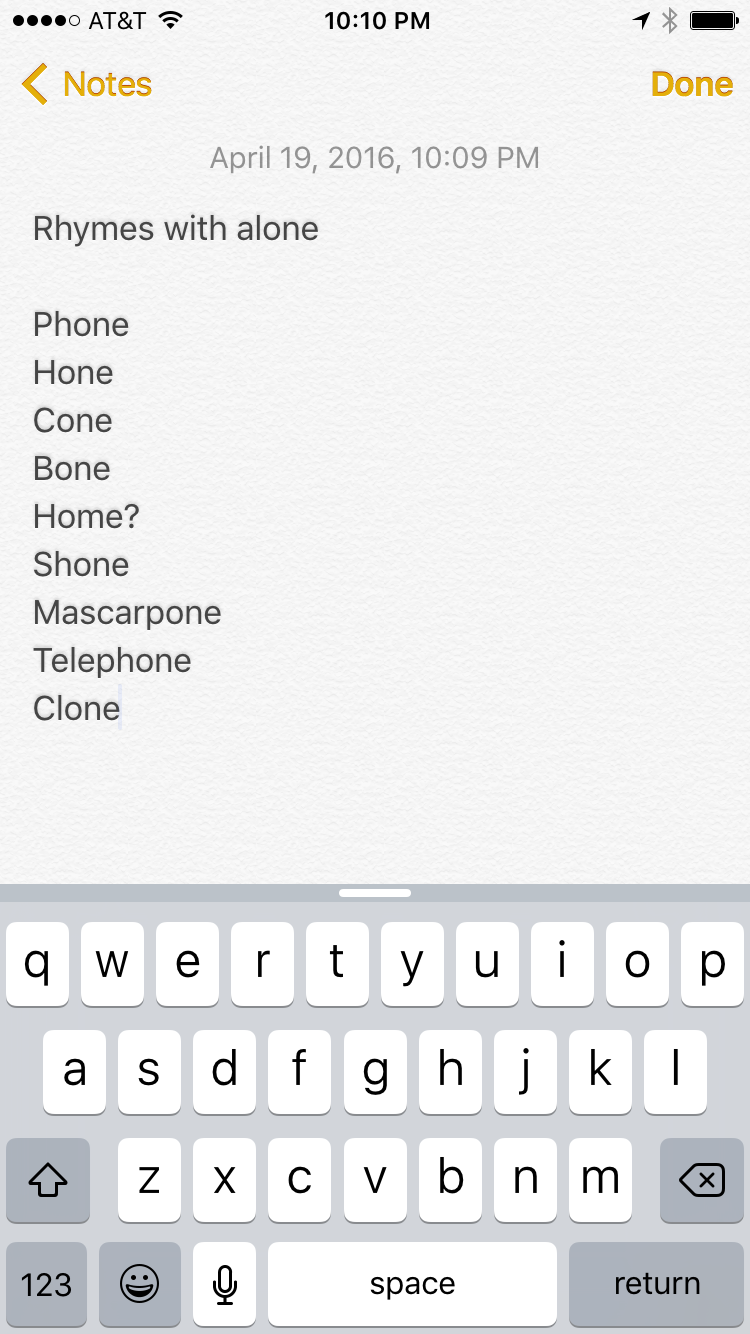 AT&T 10:10 PM
Notes Done
April 19, 2016, 10:09 PM
Rhymes with alone
Phone
Hone
Cone
Bone
Home?
Shone
Mascarpone
Telephone
Clone
q w e r t y u i o p
a s d f g h j k l
z x c v b n m
123 space return